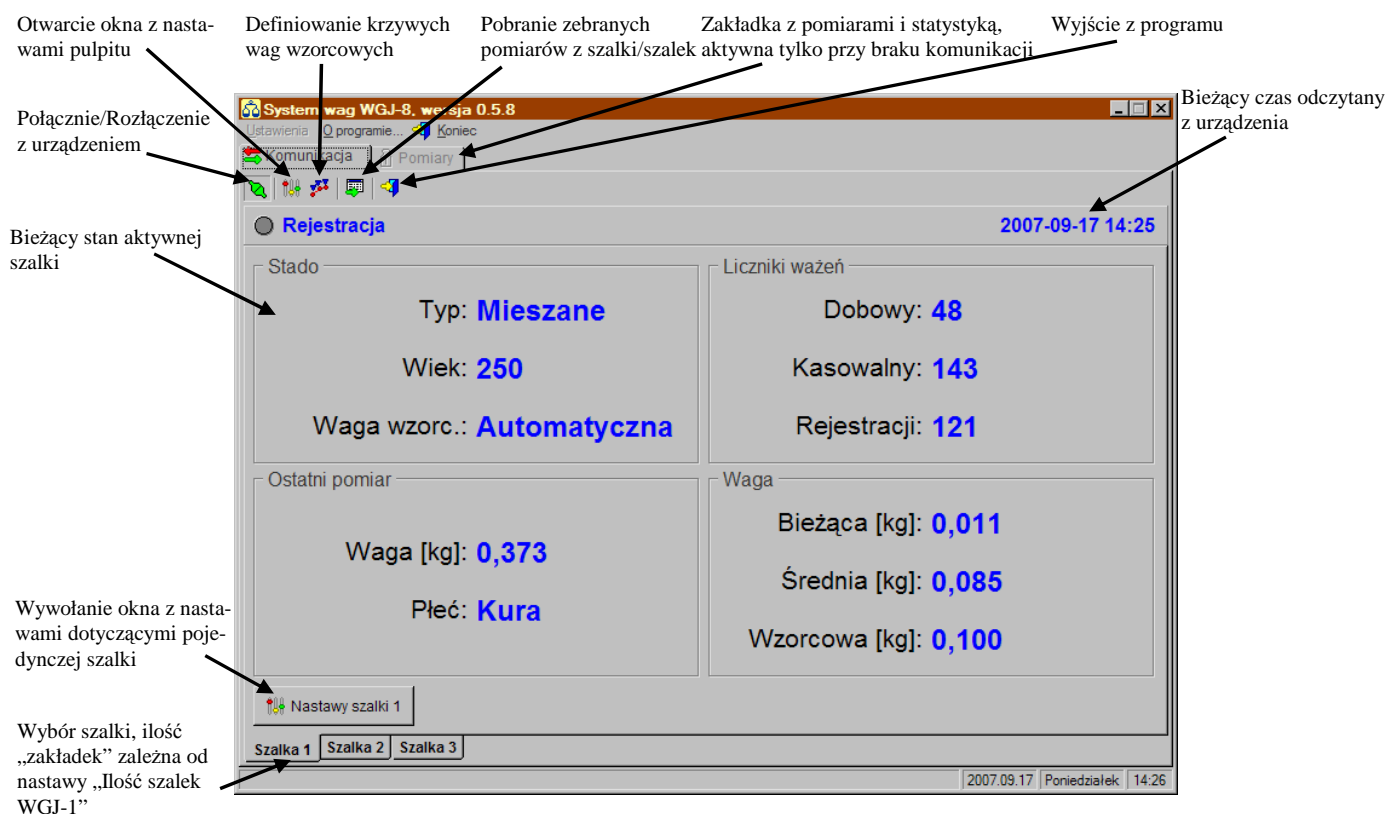 Otwarcie okna z nasta-
wami pulpitu
Definiowanie krzywych
wag wzorcowych
Pobranie zebranych
pomiarów z szalki/szalek
Zakładka z pomiarami i statystyką,
aktywna tylko przy braku komunikacji
Wyjście z programu
Połącznie/Rozłączenie
z urządzeniem
Bieżący czas odczytany
z urządzenia
Bieżący stan aktywnej
szalki
Wywołanie okna z nasta-
wami dotyczącymi poje-
dynczej szalki
Wybór szalki, ilość
„zakładek” zależna od
nastawy „Ilość szalek
WGJ-1”
System wag WGJ-8, wersja 0.5.8
Ustawienia O programie... Koniec
Komunikacja Pomiary
Rejestracja 2007-09-17 14:25
Stado
Typ: Mieszane
Wiek: 250
Waga wzorc.: Automatyczna
Liczniki ważeń
Dobowy: 48
Kasowalny: 143
Rejestracji: 121
Ostatni pomiar
Waga [kg]: 0,373
Płeć: Kura
Waga
Bieżąca [kg]: 0,011
Średnia [kg]: 0,085
Wzorcowa [kg]: 0,100
Nastawy szalki 1
Szalka 1 Szalka 2 Szalka 3
2007.09.17 Poniedziałek 14:26